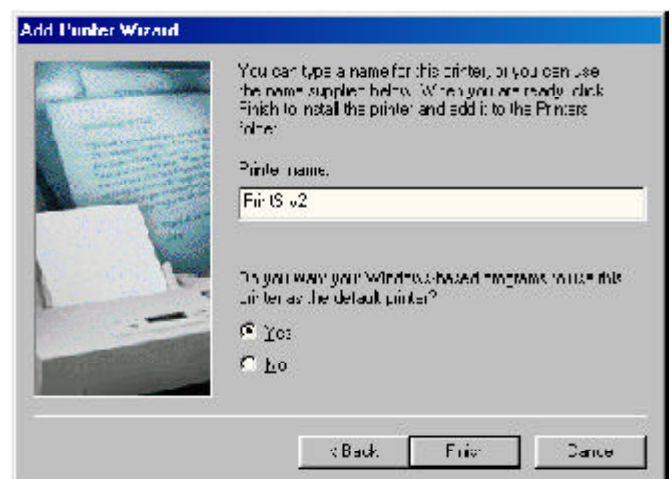 Add Printer Wizard
You can type a name for this printer, or you can use
the name supplied below. When you are ready, click
Finish to install the printer and add it to the Printers
folder.
Printer name:
Do you want your Windows-based programs to use this
printer as the default printer?
Yes
No
< Back
Finish
Cancel